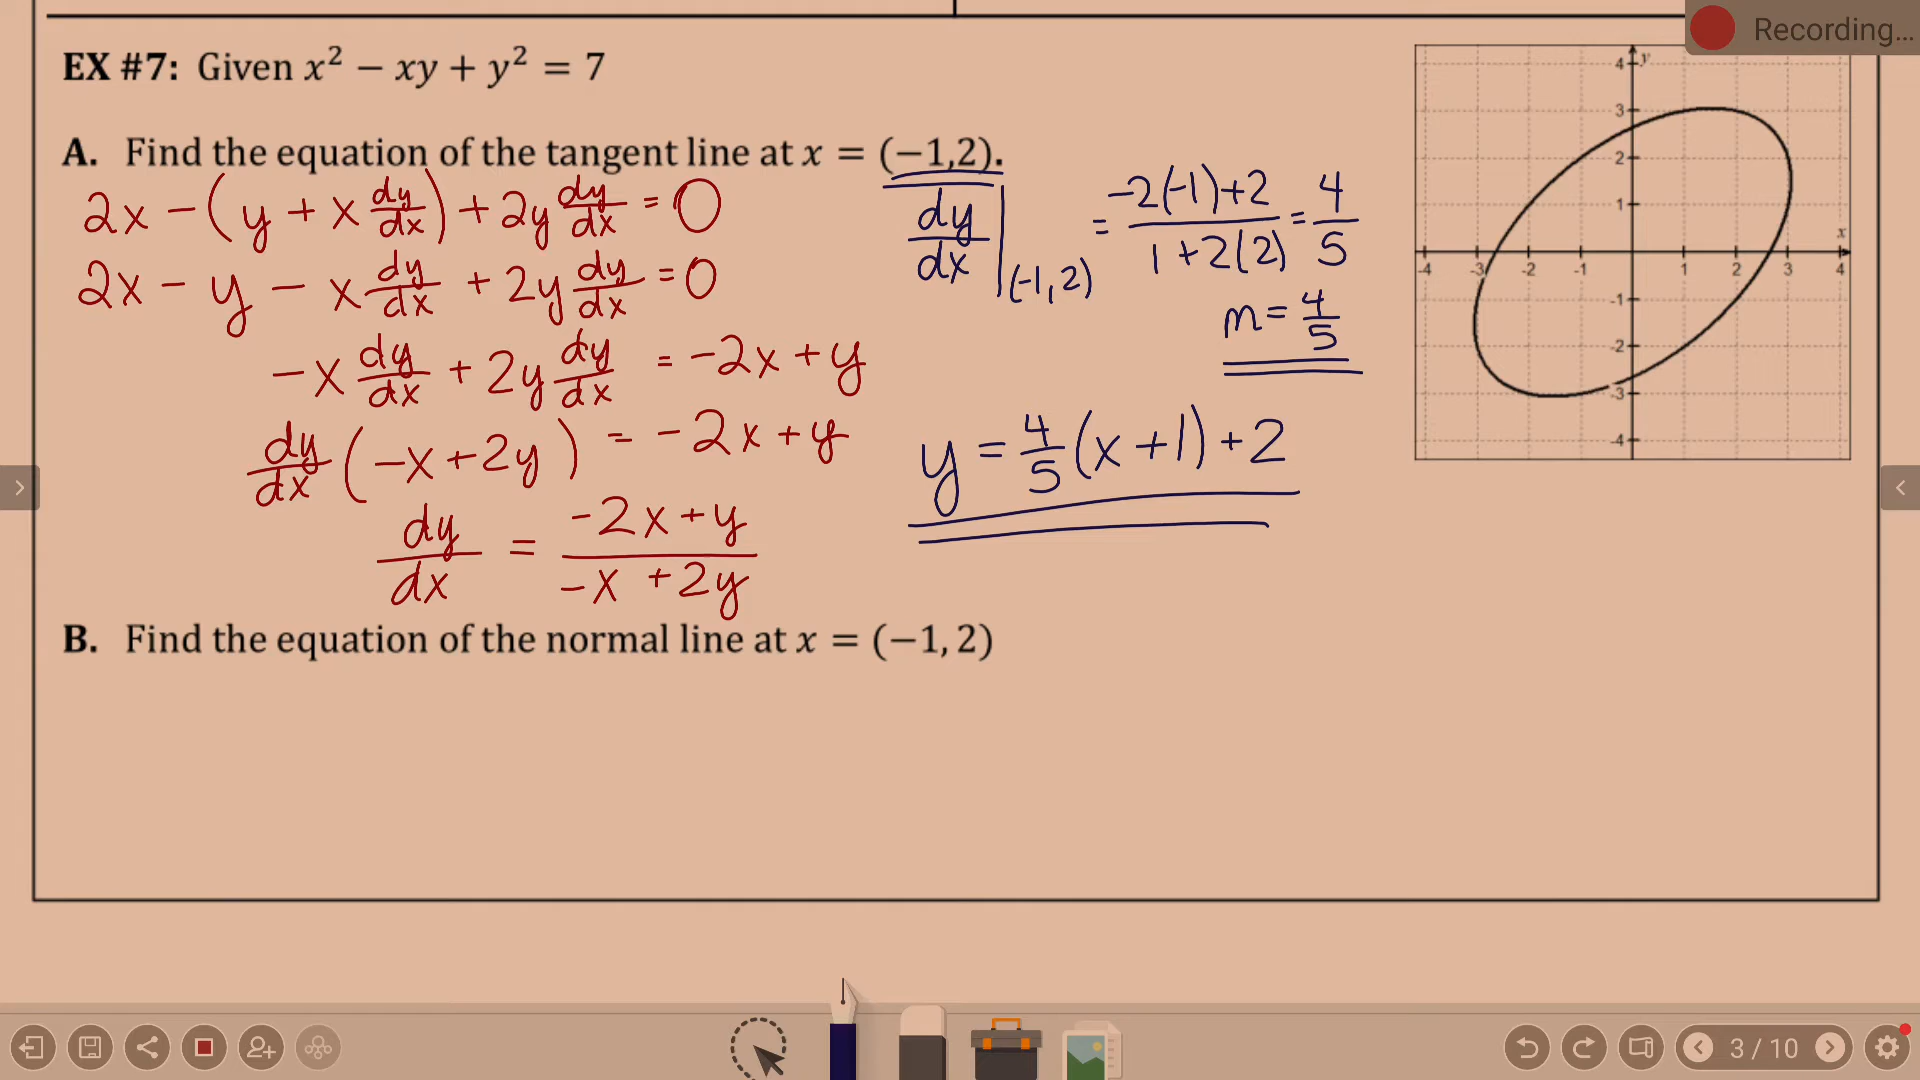 Recording...
EX #7: Given x² − xy + y² = 7
A. Find the equation of the tangent line at x = (−1,2).
2x − (y + x dy/dx) + 2y dy/dx = 0
2x − y − x dy/dx + 2y dy/dx = 0
−x dy/dx + 2y dy/dx = −2x + y
dy/dx (−x + 2y) = −2x + y
dy/dx = (−2x + y)/(−x + 2y)
dy/dx |(−1, 2) = (−2(−1) + 2)/(1 + 2(2)) = 4/5
m = 4/5
y = 4/5 (x + 1) + 2
y
4
3
2
1
x
-4 -3 -2 -1 1 2 3 4
-1
-2
-3
-4
B. Find the equation of the normal line at x = (−1, 2)
3 / 10